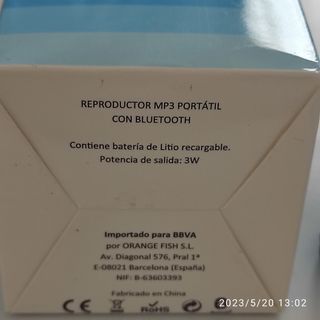 REPRODUCTOR MP3 PORTÁTIL
CON BLUETOOTH
Contiene batería de Litio recargable.
Potencia de salida: 3W
Importado para BBVA
por ORANGE FISH S.L.
Av. Diagonal 576, Pral 1ª
E-08021 Barcelona (España)
NIF: B-63603393
Fabricado en China
CE RoHS
2023/5/20 13:02